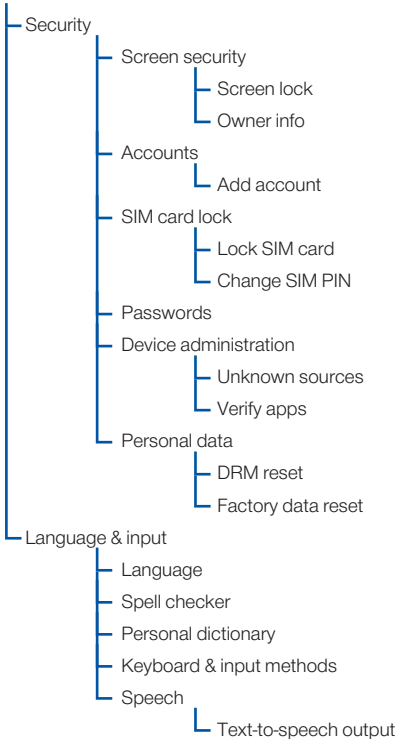 Security
Screen security
Screen lock
Owner info
Accounts
Add account
SIM card lock
Lock SIM card
Change SIM PIN
Passwords
Device administration
Unknown sources
Verify apps
Personal data
DRM reset
Factory data reset
Language & input
Language
Spell checker
Personal dictionary
Keyboard & input methods
Speech
Text-to-speech output